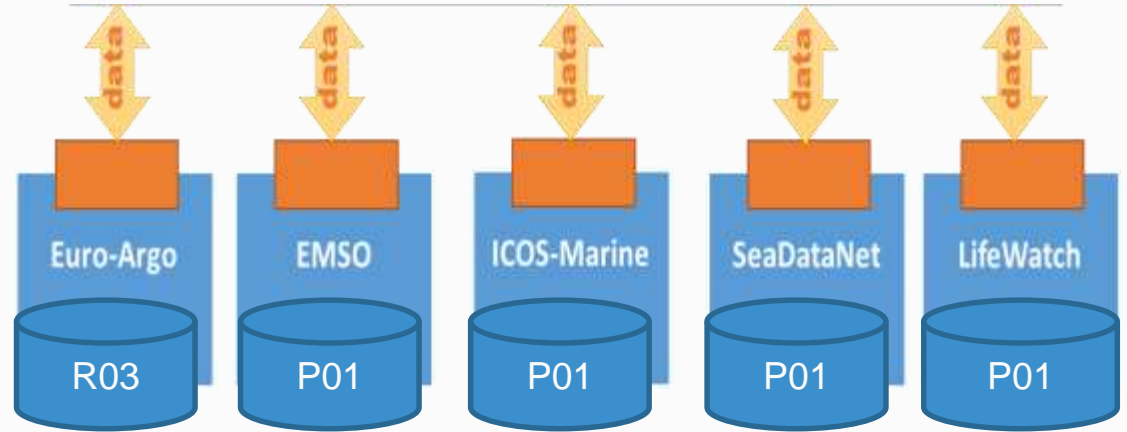 data data data data data
Euro-Argo EMSO ICOS-Marine SeaDataNet LifeWatch
R03 P01 P01 P01 P01